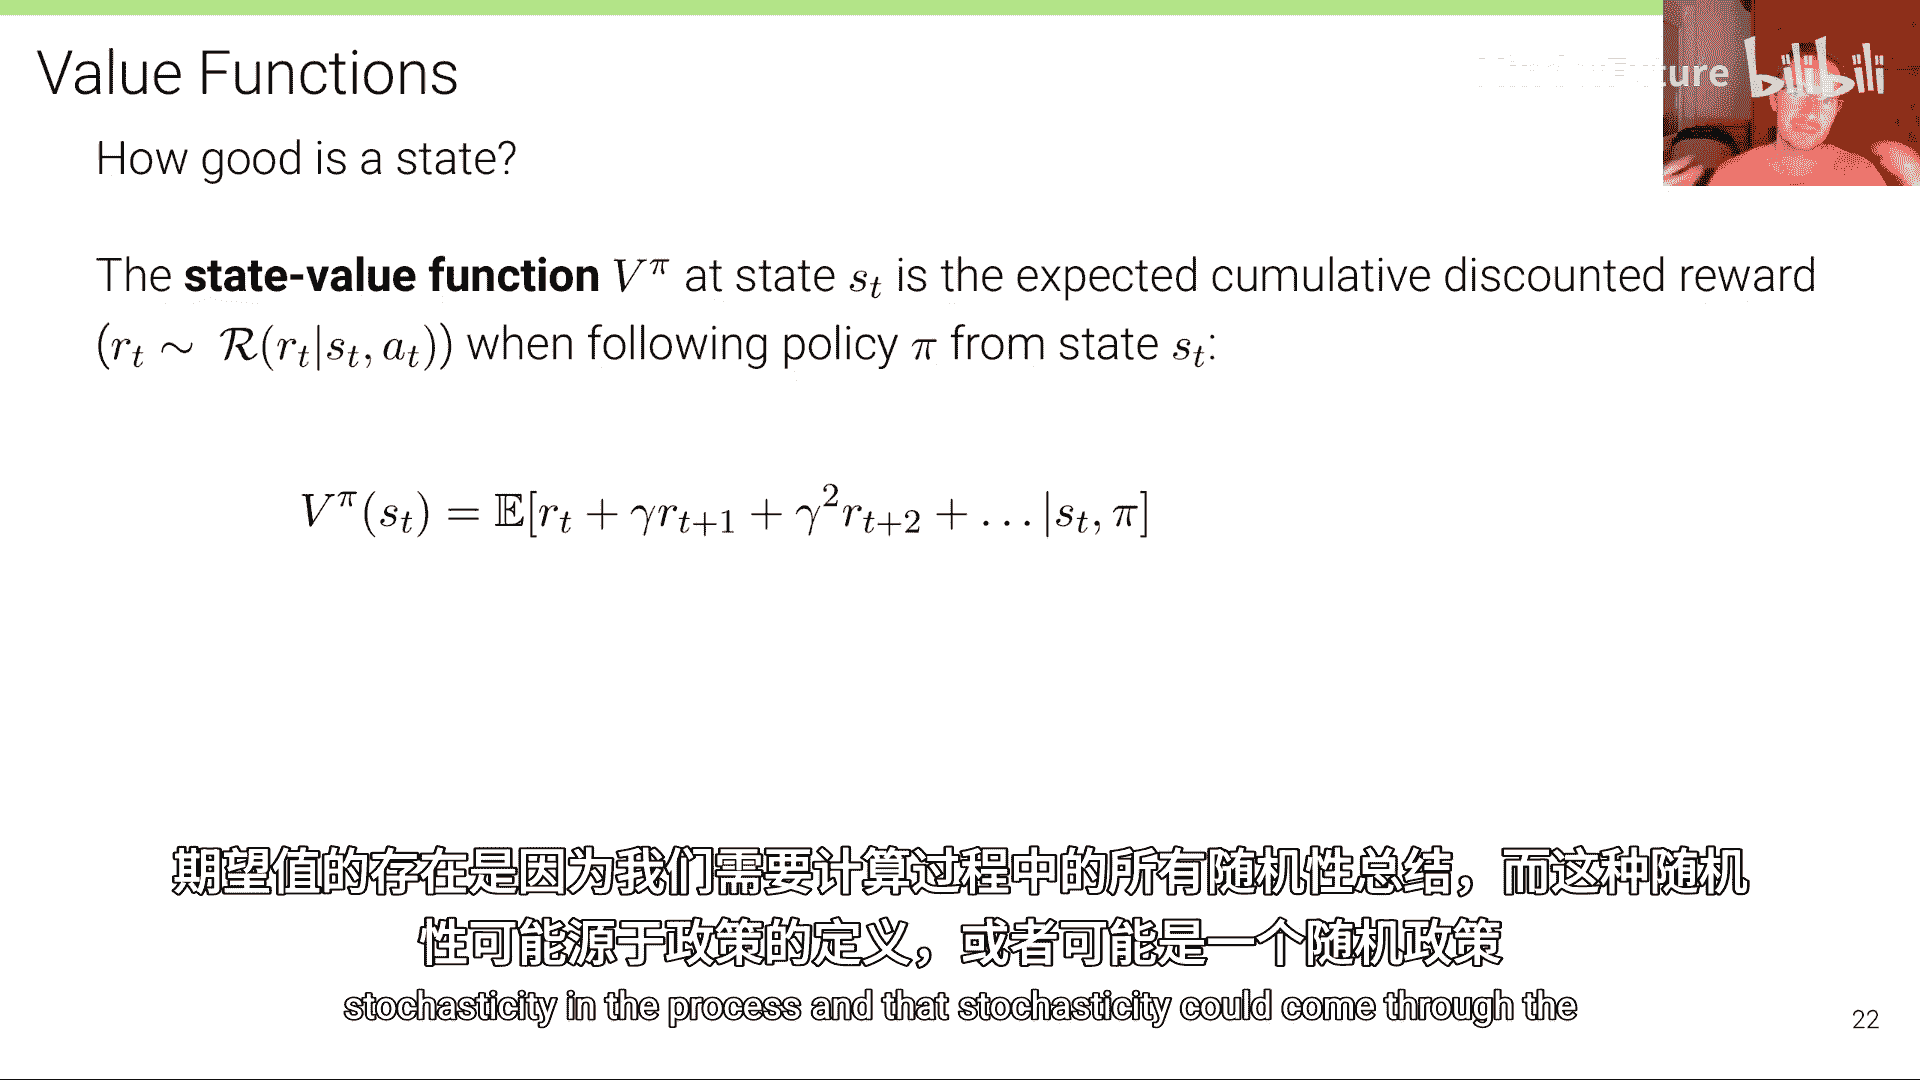 Value Functions
bilibili
How good is a state?
The state-value function V^π at state s_t is the expected cumulative discounted reward
(r_t ∼ R(r_t|s_t, a_t)) when following policy π from state s_t:
V^π(s_t) = 𝔼[r_t + γr_{t+1} + γ²r_{t+2} + . . . |s_t, π]
期望值的存在是因为我们需要计算过程中的所有随机性总结，而这种随机
性可能源于政策的定义，或者可能是一个随机政策
stochasticity in the process and that stochasticity could come through the
22